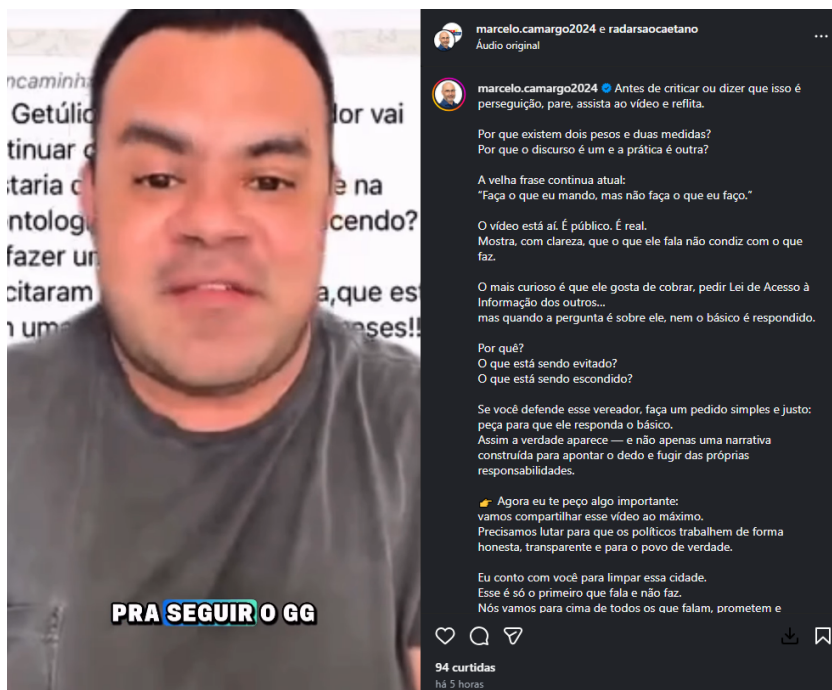 Getúlio
dor vai
tinuar
staria
e na
ntolog
cendo?
fazer
citaram
a,que est
eses!!
PRA SEGUIR O GG
marcelo.camargo2024 e radarsaocaetano
Áudio original
marcelo.camargo2024 Antes de criticar ou dizer que isso é
perseguição, pare, assista ao vídeo e reflita.
Por que existem dois pesos e duas medidas?
Por que o discurso é um e a prática é outra?
A velha frase continua atual:
“Faça o que eu mando, mas não faça o que eu faço.”
O vídeo está aí. É público. É real.
Mostra, com clareza, que o que ele fala não condiz com o que
faz.
O mais curioso é que ele gosta de cobrar, pedir Lei de Acesso à
Informação dos outros...
mas quando a pergunta é sobre ele, nem o básico é respondido.
Por quê?
O que está sendo evitado?
O que está sendo escondido?
Se você defende esse vereador, faça um pedido simples e justo:
peça para que ele responda o básico.
Assim a verdade aparece — e não apenas uma narrativa
construída para apontar o dedo e fugir das próprias
responsabilidades.
👉 Agora eu te peço algo importante:
vamos compartilhar esse vídeo ao máximo.
Precisamos lutar para que os políticos trabalhem de forma
honesta, transparente e para o povo de verdade.
Eu conto com você para limpar essa cidade.
Esse é só o primeiro que fala e não faz.
Nós vamos para cima de todos os que falam, prometem e
94 curtidas
há 5 horas